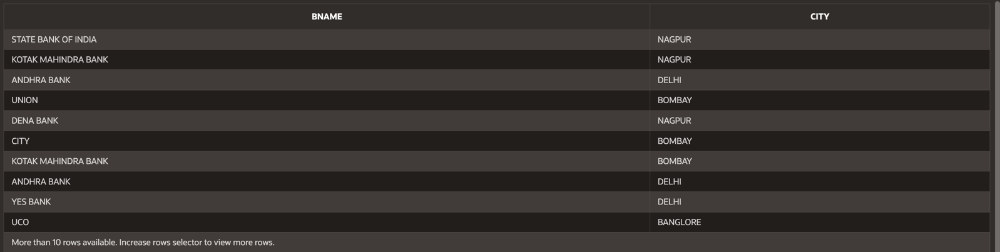 BNAME CITY
STATE BANK OF INDIA NAGPUR
KOTAK MAHINDRA BANK NAGPUR
ANDHRA BANK DELHI
UNION BOMBAY
DENA BANK NAGPUR
CITY BOMBAY
KOTAK MAHINDRA BANK BOMBAY
ANDHRA BANK DELHI
YES BANK DELHI
UCO BANGLORE
More than 10 rows available. Increase rows selector to view more rows.